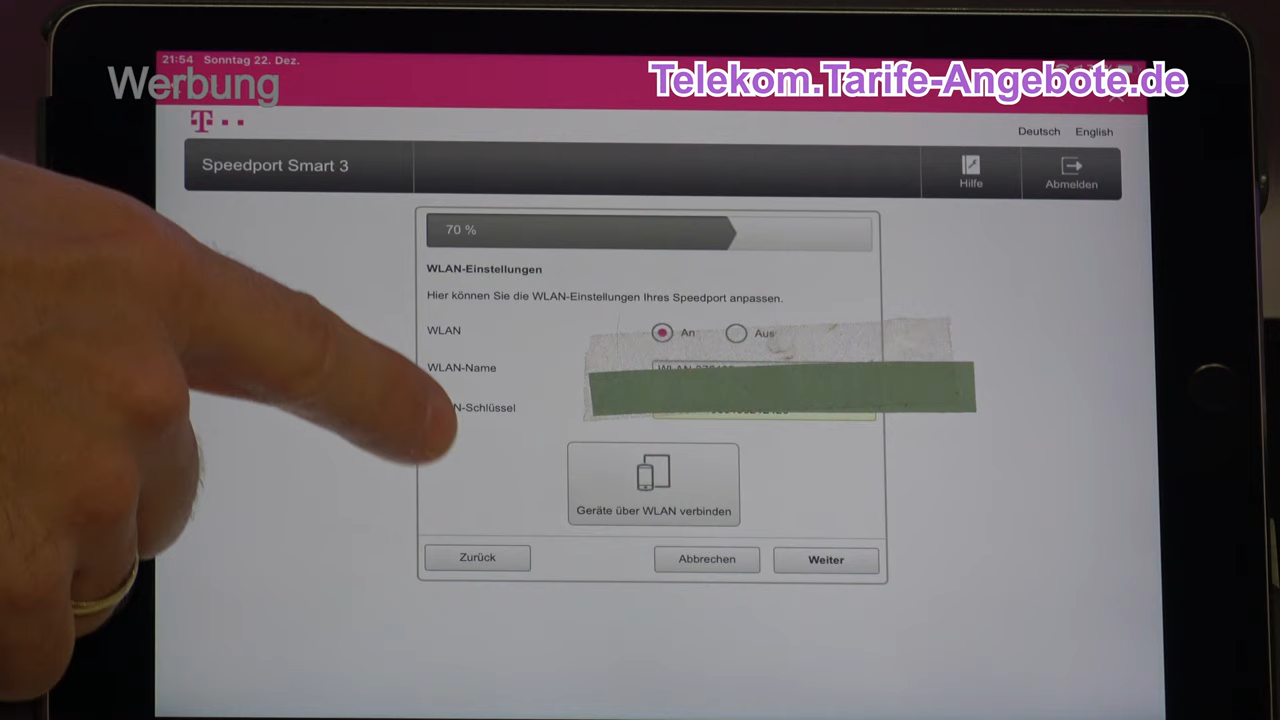 Werbung
Telekom.Tarife-Angebote.de
21:54 Sonntag 22. Dez.
T
Deutsch English
Speedport Smart 3
Hilfe
Abmelden
70 %
WLAN-Einstellungen
Hier können Sie die WLAN-Einstellungen Ihres Speedport anpassen.
WLAN An Aus
WLAN-Name
N-Schlüssel
Geräte über WLAN verbinden
Zurück Abbrechen Weiter